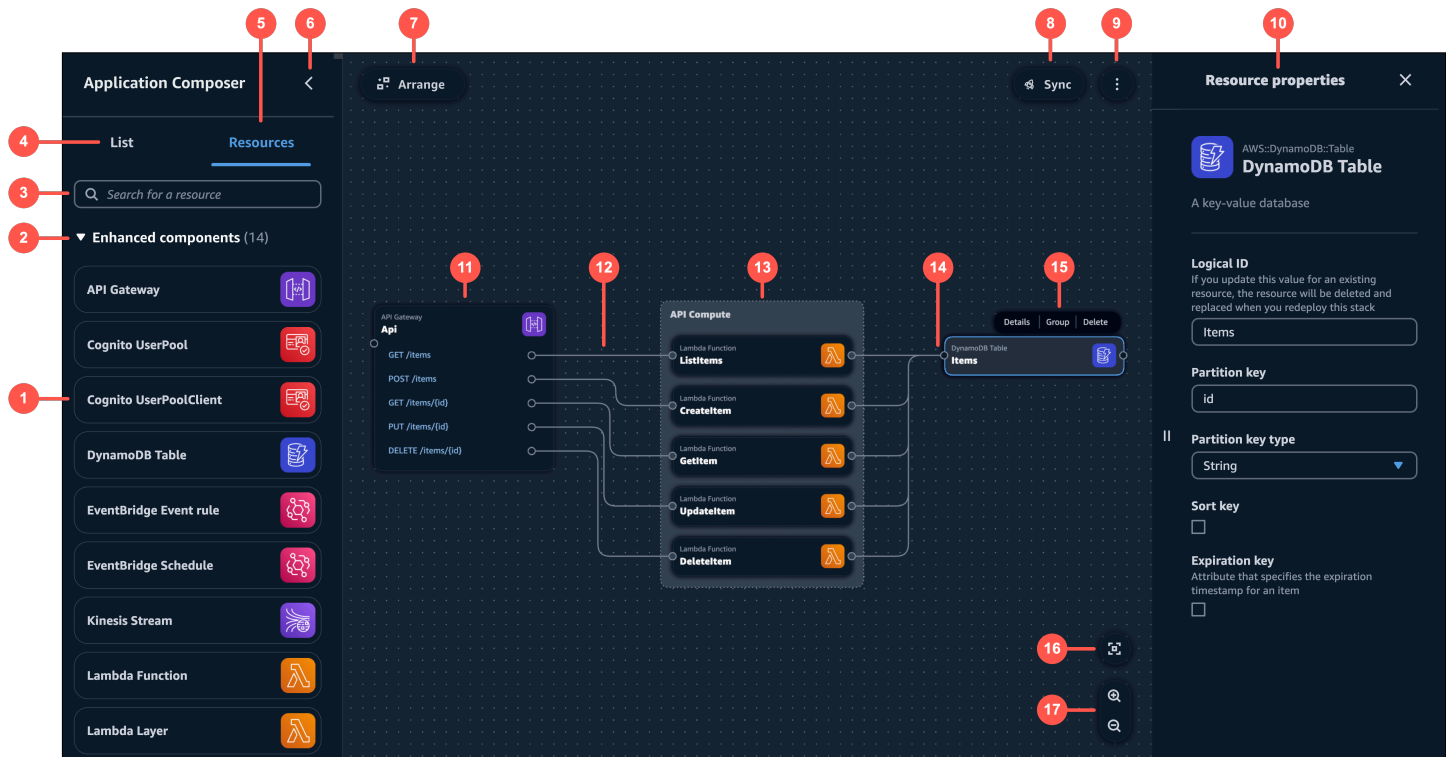 5
6
7
8
9
10
Application Composer
Arrange
Sync
Resource properties
4
List
Resources
3
Search for a resource
2
Enhanced components (14)
API Gateway
Cognito UserPool
1
Cognito UserPoolClient
DynamoDB Table
EventBridge Event rule
EventBridge Schedule
Kinesis Stream
Lambda Function
Lambda Layer
11
API Gateway
Api
GET /items
POST /items
GET /items/{id}
PUT /items/{id}
DELETE /items/{id}
12
13
API Compute
Lambda Function
ListItems
Lambda Function
CreateItem
Lambda Function
GetItem
Lambda Function
UpdateItem
Lambda Function
DeleteItem
14
15
Details
Group
Delete
DynamoDB Table
Items
16
17
AWS::DynamoDB::Table
DynamoDB Table
A key-value database
Logical ID
If you update this value for an existing
resource, the resource will be deleted and
replaced when you redeploy this stack
Items
Partition key
id
Partition key type
String
Sort key
Expiration key
Attribute that specifies the expiration
timestamp for an item